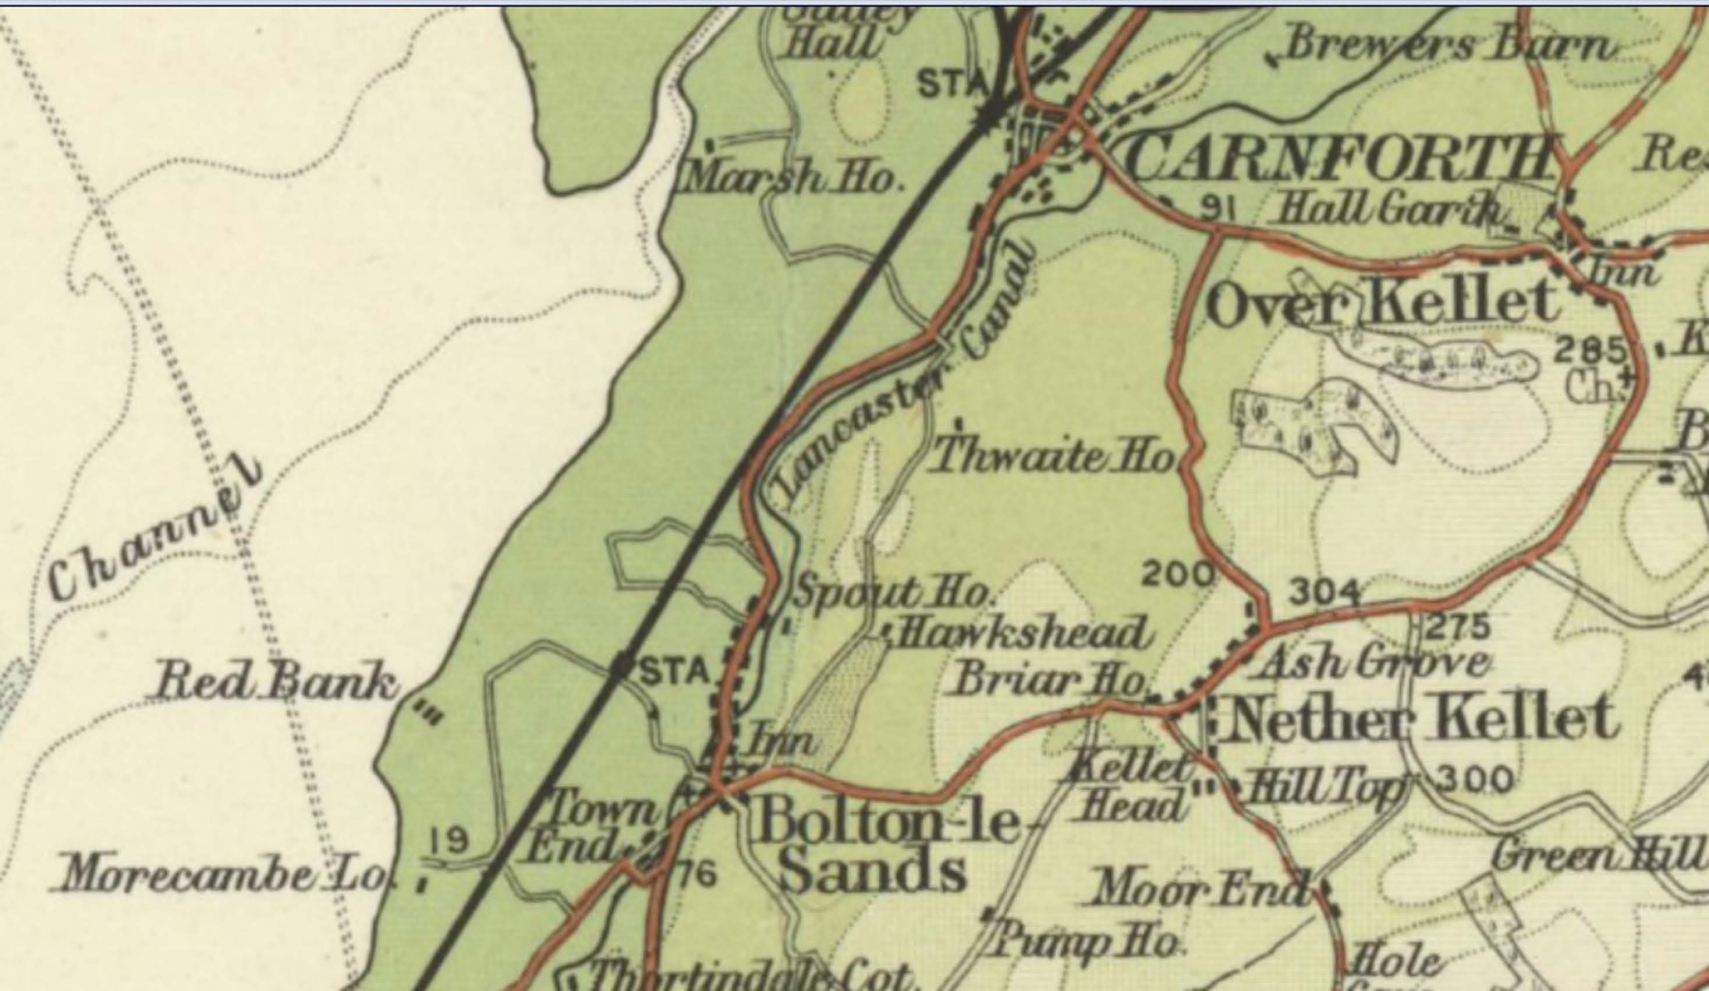 Hall
Brewers Barn
STA
CARNFORTH
Marsh Ho.
91
Hall Garth
Inn
Over Kellet
285
Ch.
Lancaster Canal
Thwaite Ho.
Channel
200
304
Spout Ho.
275
Hawkshead
Ash Grove
Red Bank
STA
Briar Ho.
Nether Kellet
Inn
Kellet
Head
Hill Top
300
Town
End
Bolton-le-
Sands
19
Green Hill
Morecambe Lo.
76
Moor End
Pump Ho.
Hole
Thortindale Cot.